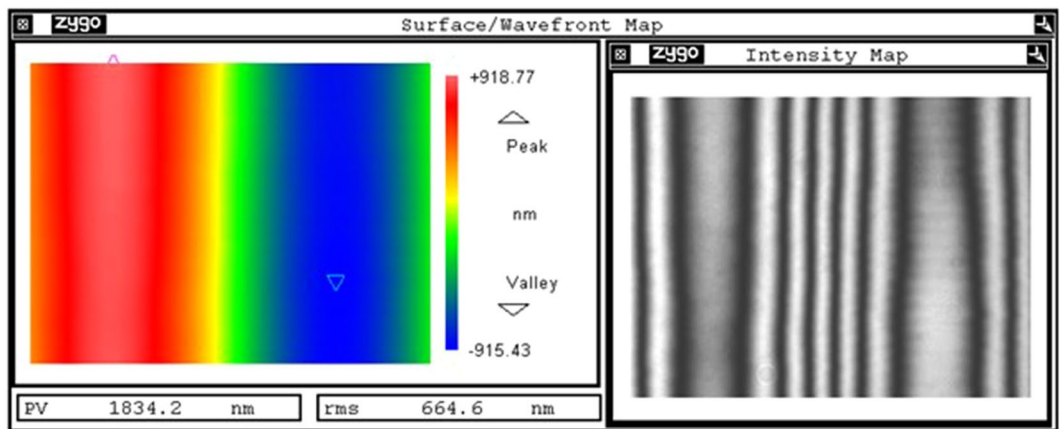 zygo Surface/Wavefront Map
zygo Intensity Map
+918.77
Peak
nm
Valley
-915.43
PV 1834.2 nm
rms 664.6 nm